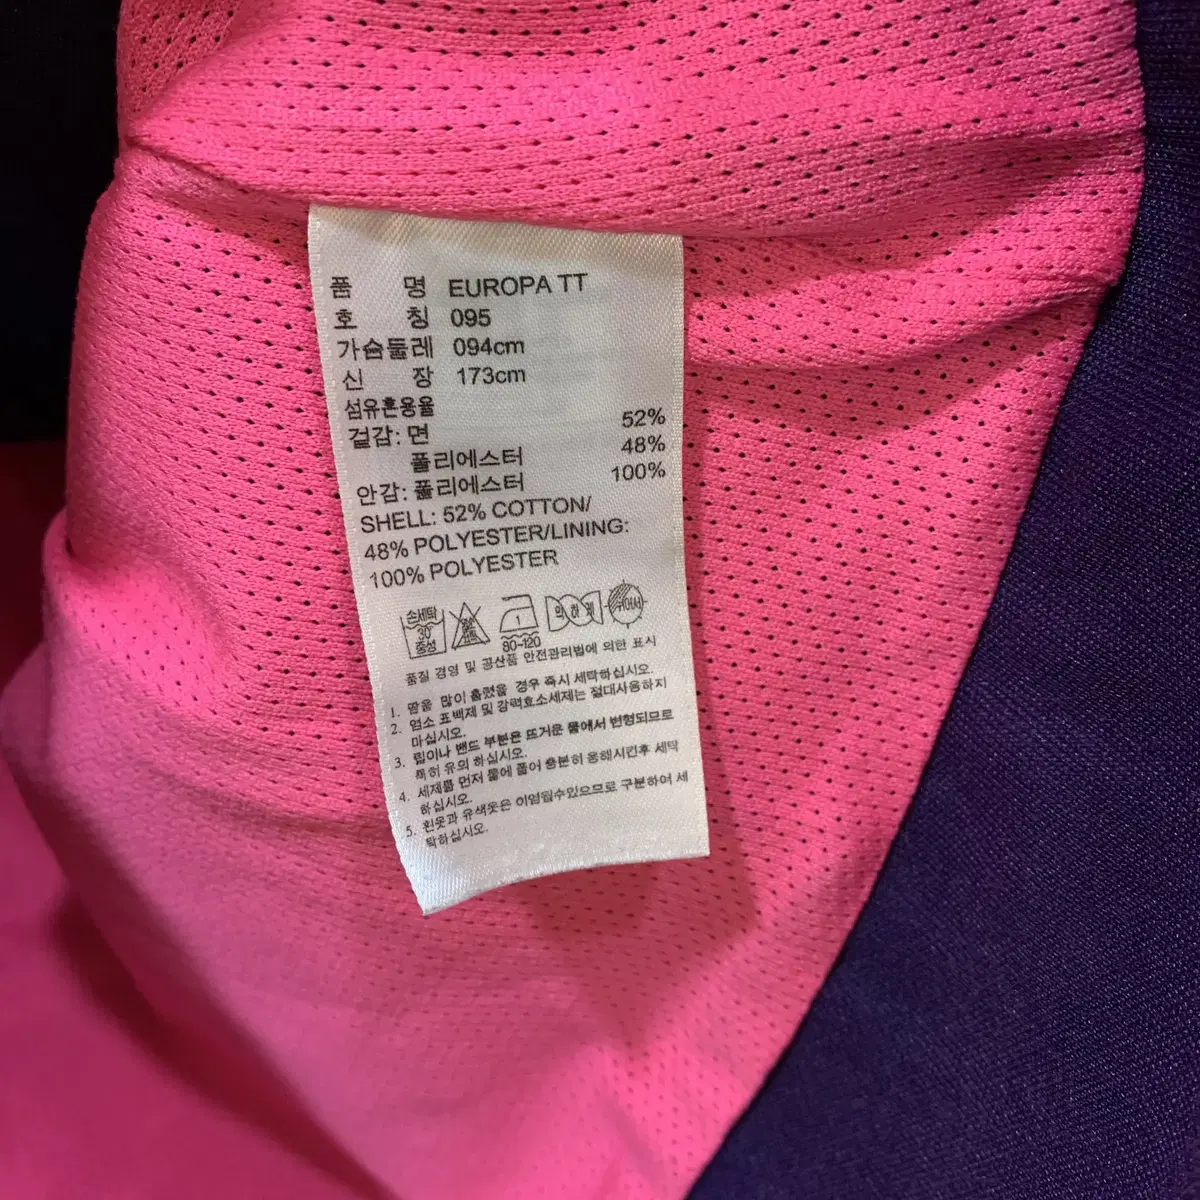 품 명 EUROPA TT
호 칭 095
가슴둘레 094cm
신 장 173cm
섬유혼용율
겉감: 면 52%
폴리에스터 48%
안감: 폴리에스터 100%
SHELL: 52% COTTON/
48% POLYESTER/LINING:
100% POLYESTER
손세탁 30° 중성
80~120
품질 경영 및 공산품 안전관리법에 의한 표시
1. 땀을 많이 흘렸을 경우 즉시 세탁하십시오.
2. 염소 표백제 및 강력효소세제는 절대사용하지
마십시오.
3. 립이나 밴드 부분은 뜨거운 물에서 변형되므로
특히 유의 하십시오.
4. 세제를 먼저 물에 풀어 충분히 용해시킨후 세탁
하십시오.
5. 흰옷과 유색옷은 이염될수있으므로 구분하여 세
탁하십시오.